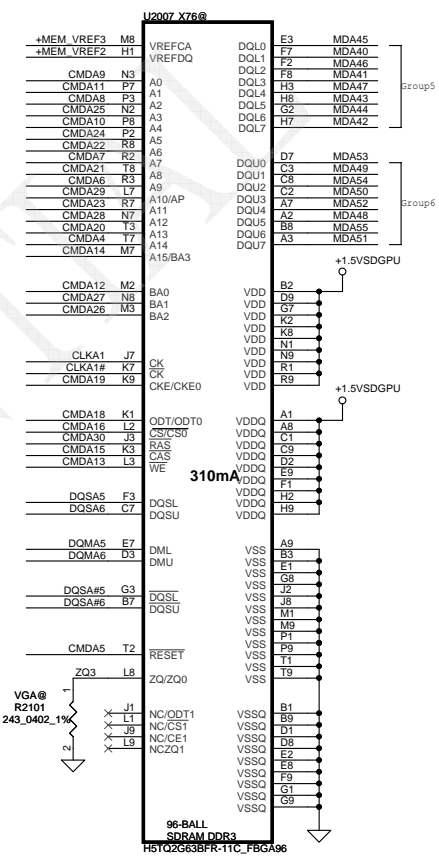 U2007 X76@
+MEM_VREF3 M8 VREFCA
+MEM_VREF2 H1 VREFDQ
CMDA9 N3 A0
CMDA11 P7 A1
CMDA8 P3 A2
CMDA25 N2 A3
CMDA10 P8 A4
CMDA24 P2 A5
CMDA22 R8 A6
CMDA7 R2 A7
CMDA21 T8 A8
CMDA6 R3 A9
CMDA29 L7 A10/AP
CMDA23 R7 A11
CMDA28 N7 A12
CMDA20 T3 A13
CMDA4 T7 A14
CMDA14 M7 A15/BA3
CMDA12 M2 BA0
CMDA27 N8 BA1
CMDA26 M3 BA2
CLKA1 J7 CK
CLKA1# K7 CK
CMDA19 K9 CKE/CKE0
CMDA18 K1 ODT/ODT0
CMDA16 L2 CS/CS0
CMDA30 J3 RAS
CMDA15 K3 CAS
CMDA13 L3 WE
310mA
DQSA5 F3 DQSL
DQSA6 C7 DQSU
DQMA5 E7 DML
DQMA6 D3 DMU
DQSA#5 G3 DQSL
DQSA#6 B7 DQSU
CMDA5 T2 RESET
ZQ3 L8 ZQ/ZQ0
VGA@
R2101
243_0402_1%
1
2
J1 NC/ODT1
L1 NC/CS1
J9 NC/CE1
L9 NCZQ1
DQL0 E3 MDA45
DQL1 F7 MDA40
DQL2 F2 MDA46
DQL3 F8 MDA41
DQL4 H3 MDA47
DQL5 H8 MDA43
DQL6 G2 MDA44
DQL7 H7 MDA42
Group5
DQU0 D7 MDA53
DQU1 C3 MDA49
DQU2 C8 MDA54
DQU3 C2 MDA50
DQU4 A7 MDA52
DQU5 A2 MDA48
DQU6 B8 MDA55
DQU7 A3 MDA51
Group6
+1.5VSDGPU
VDD B2
VDD D9
VDD G7
VDD K2
VDD K8
VDD N1
VDD N9
VDD R1
VDD R9
+1.5VSDGPU
VDDQ A1
VDDQ A8
VDDQ C1
VDDQ C9
VDDQ D2
VDDQ E9
VDDQ F1
VDDQ H2
VDDQ H9
VSS A9
VSS B3
VSS E1
VSS G8
VSS J2
VSS J8
VSS M1
VSS M9
VSS P1
VSS P9
VSS T1
VSS T9
VSSQ B1
VSSQ B9
VSSQ D1
VSSQ D8
VSSQ E2
VSSQ E8
VSSQ F9
VSSQ G1
VSSQ G9
96-BALL
SDRAM DDR3
H5TQ2G63BFR-11C_FBGA96